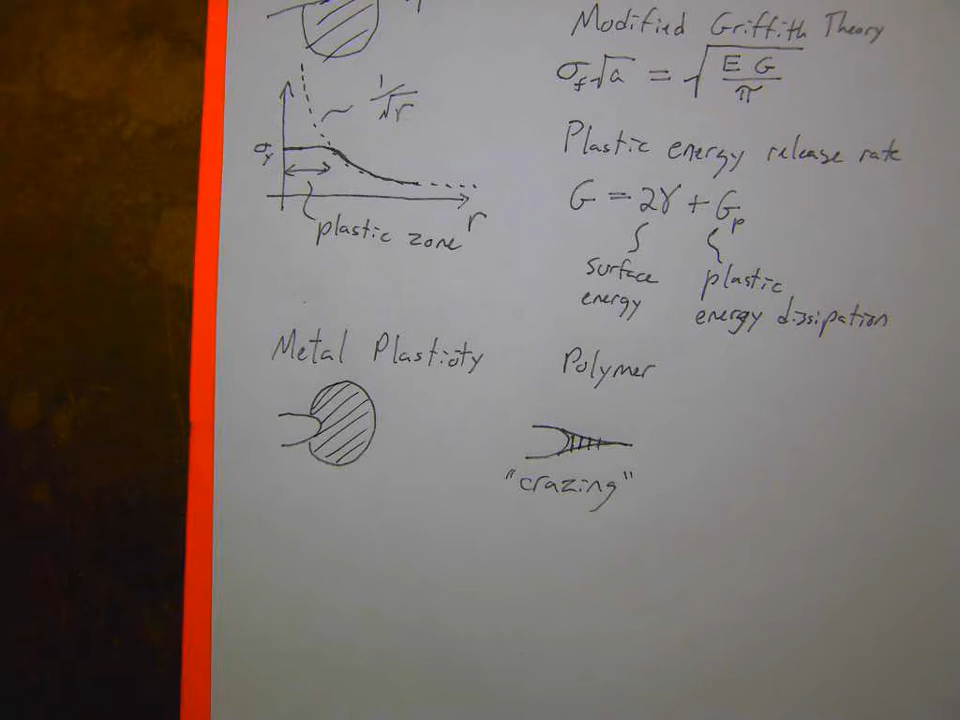 Modified Griffith Theory
σf√a = √(E G / π)
1/√r
σy
r
plastic zone
Plastic energy release rate
G = 2γ + Gp
surface energy
plastic energy dissipation
Metal Plasticity
Polymer
"crazing"